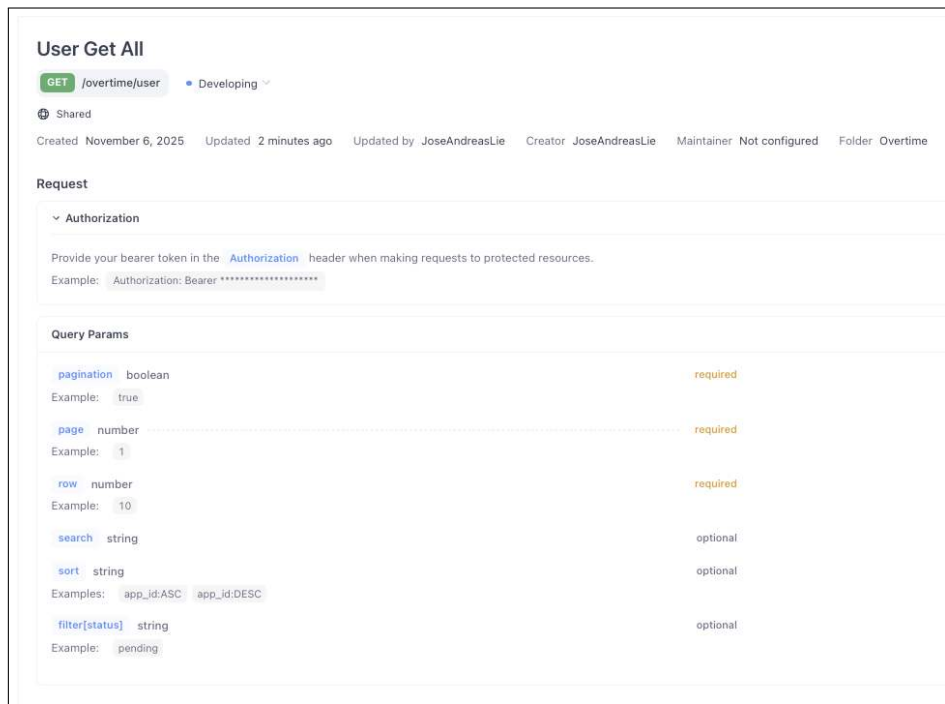 User Get All
GET /overtime/user Developing
Shared
Created November 6, 2025 Updated 2 minutes ago Updated by JoseAndreasLie Creator JoseAndreasLie Maintainer Not configured Folder Overtime
Request
Authorization
Provide your bearer token in the Authorization header when making requests to protected resources.
Example: Authorization: Bearer ********************
Query Params
pagination boolean required
Example: true
page number required
Example: 1
row number required
Example: 10
search string optional
sort string optional
Examples: app_id:ASC app_id:DESC
filter[status] string optional
Example: pending